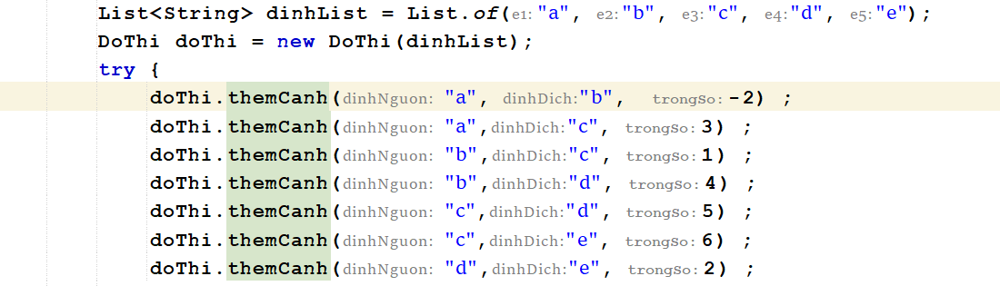 List<String> dinhList = List.of(e1: "a", e2: "b", e3: "c", e4: "d", e5: "e");
DoThi doThi = new DoThi(dinhList);
try {
doThi.themCanh(dinhNguon: "a", dinhDich:"b", trongSo: -2) ;
doThi.themCanh(dinhNguon: "a",dinhDich:"c", trongSo: 3) ;
doThi.themCanh(dinhNguon: "b",dinhDich:"c", trongSo: 1) ;
doThi.themCanh(dinhNguon: "b",dinhDich:"d", trongSo: 4) ;
doThi.themCanh(dinhNguon: "c",dinhDich:"d", trongSo: 5) ;
doThi.themCanh(dinhNguon: "c",dinhDich:"e", trongSo: 6) ;
doThi.themCanh(dinhNguon: "d",dinhDich:"e", trongSo: 2) ;